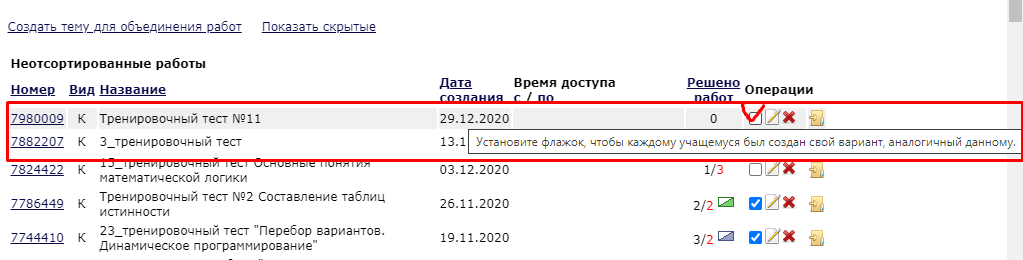 Создать тему для объединения работ Показать скрытые
Неотсортированные работы
Номер Вид Название Дата создания Время доступа с / по Решено работ Операции
7980009 К Тренировочный тест №11 29.12.2020 0
7882207 К 3_тренировочный тест 13.1
Установите флажок, чтобы каждому учащемуся был создан свой вариант, аналогичный данному.
7824422 К 15_тренировочный тест Основные понятия 03.12.2020 1/3
математической логики
7786449 К Тренировочный тест №2 Составление таблиц 26.11.2020 2/2
истинности
7744410 К 23_тренировочный тест "Перебор вариантов. 19.11.2020 3/2
Динамическое программирование"